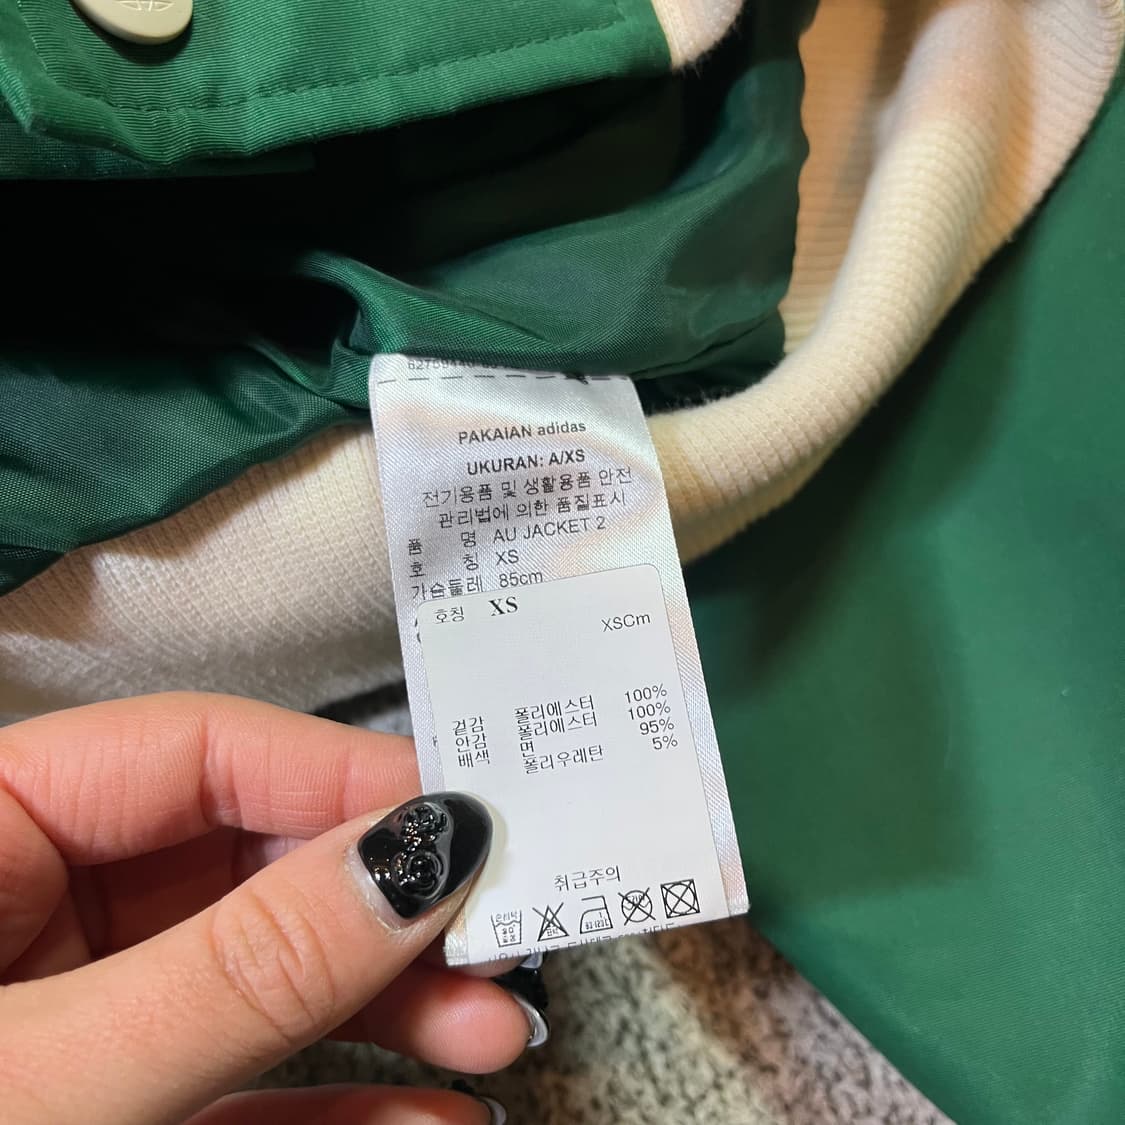 PAKAIAN adidas
UKURAN: A/XS
전기용품 및 생활용품 안전
관리법에 의한 품질표시
품 명 AU JACKET 2
호 칭 XS
가슴둘레 85cm
호칭 XS
XSCm
겉감 폴리에스터 100%
안감 폴리에스터 100%
배색 면 95%
폴리우레탄 5%
취급주의